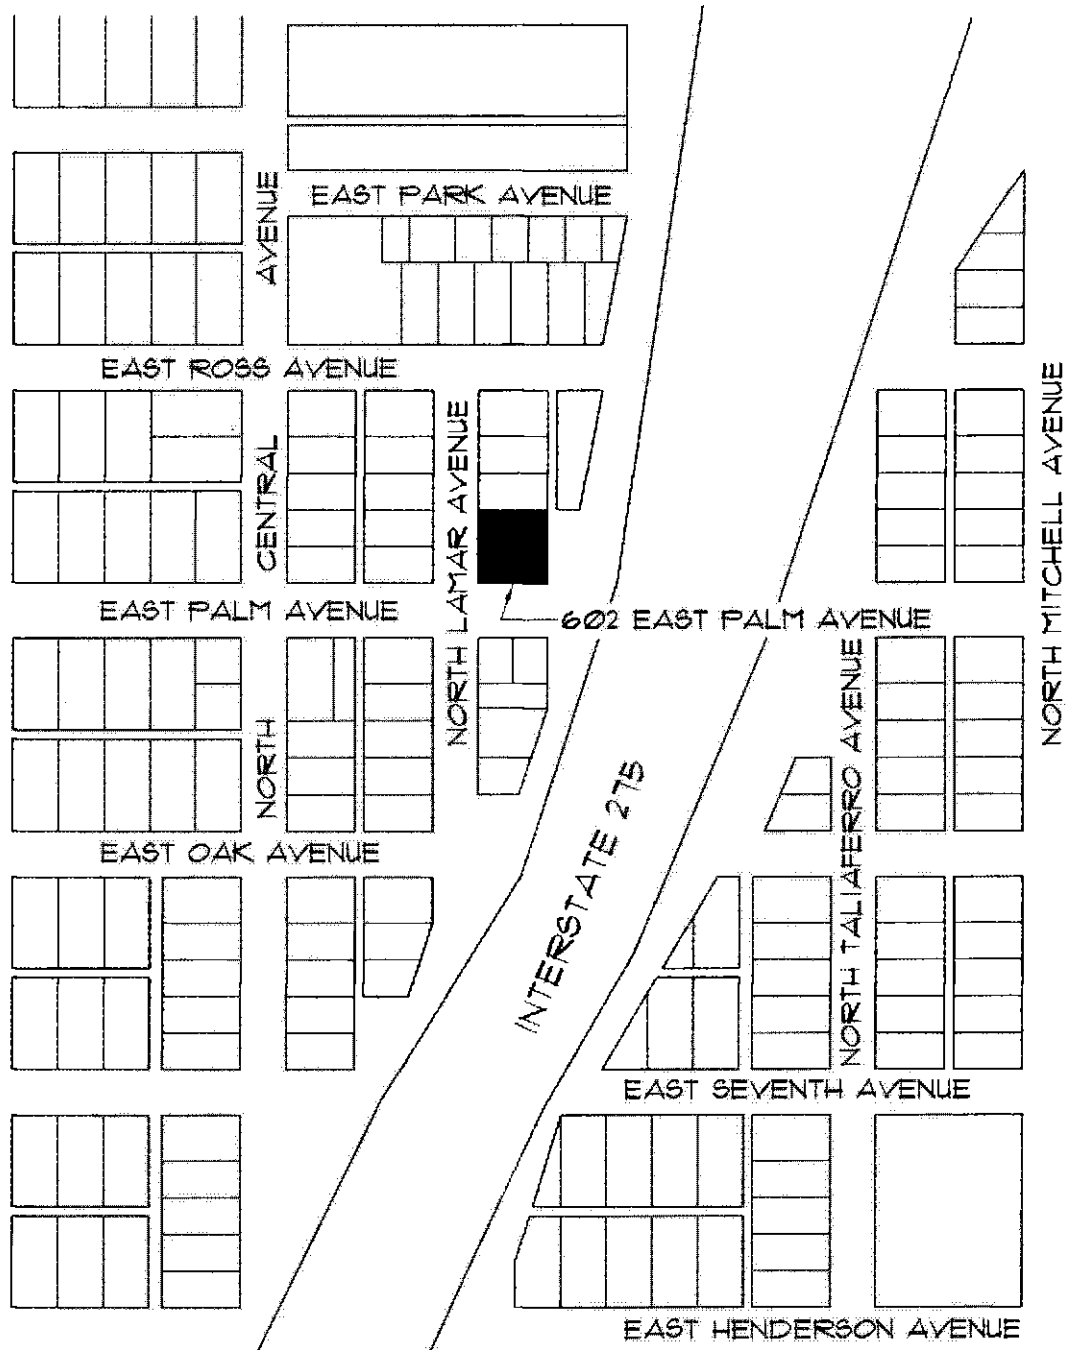 EAST PARK AVENUE
AVENUE
EAST ROSS AVENUE
CENTRAL
NORTH LAMAR AVENUE
NORTH MITCHELL AVENUE
EAST PALM AVENUE
602 EAST PALM AVENUE
NORTH
NORTH TALIAFERRO AVENUE
INTERSTATE 275
EAST OAK AVENUE
EAST SEVENTH AVENUE
EAST HENDERSON AVENUE